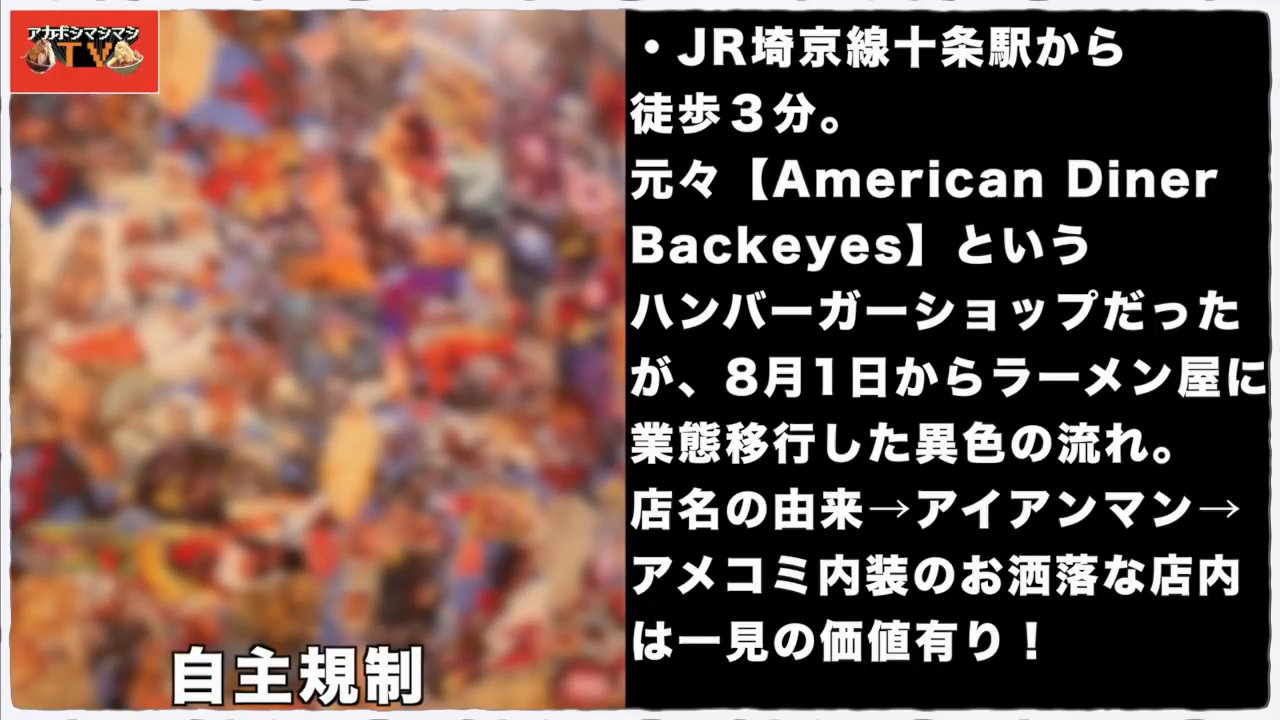 アカボシマシマシ
TV
・JR埼京線十条駅から
徒歩３分。
元々【American Diner
Backeyes】という
ハンバーガーショップだった
が、8月1日からラーメン屋に
業態移行した異色の流れ。
店名の由来→アイアンマン→
アメコミ内装のお洒落な店内
は一見の価値有り！
自主規制